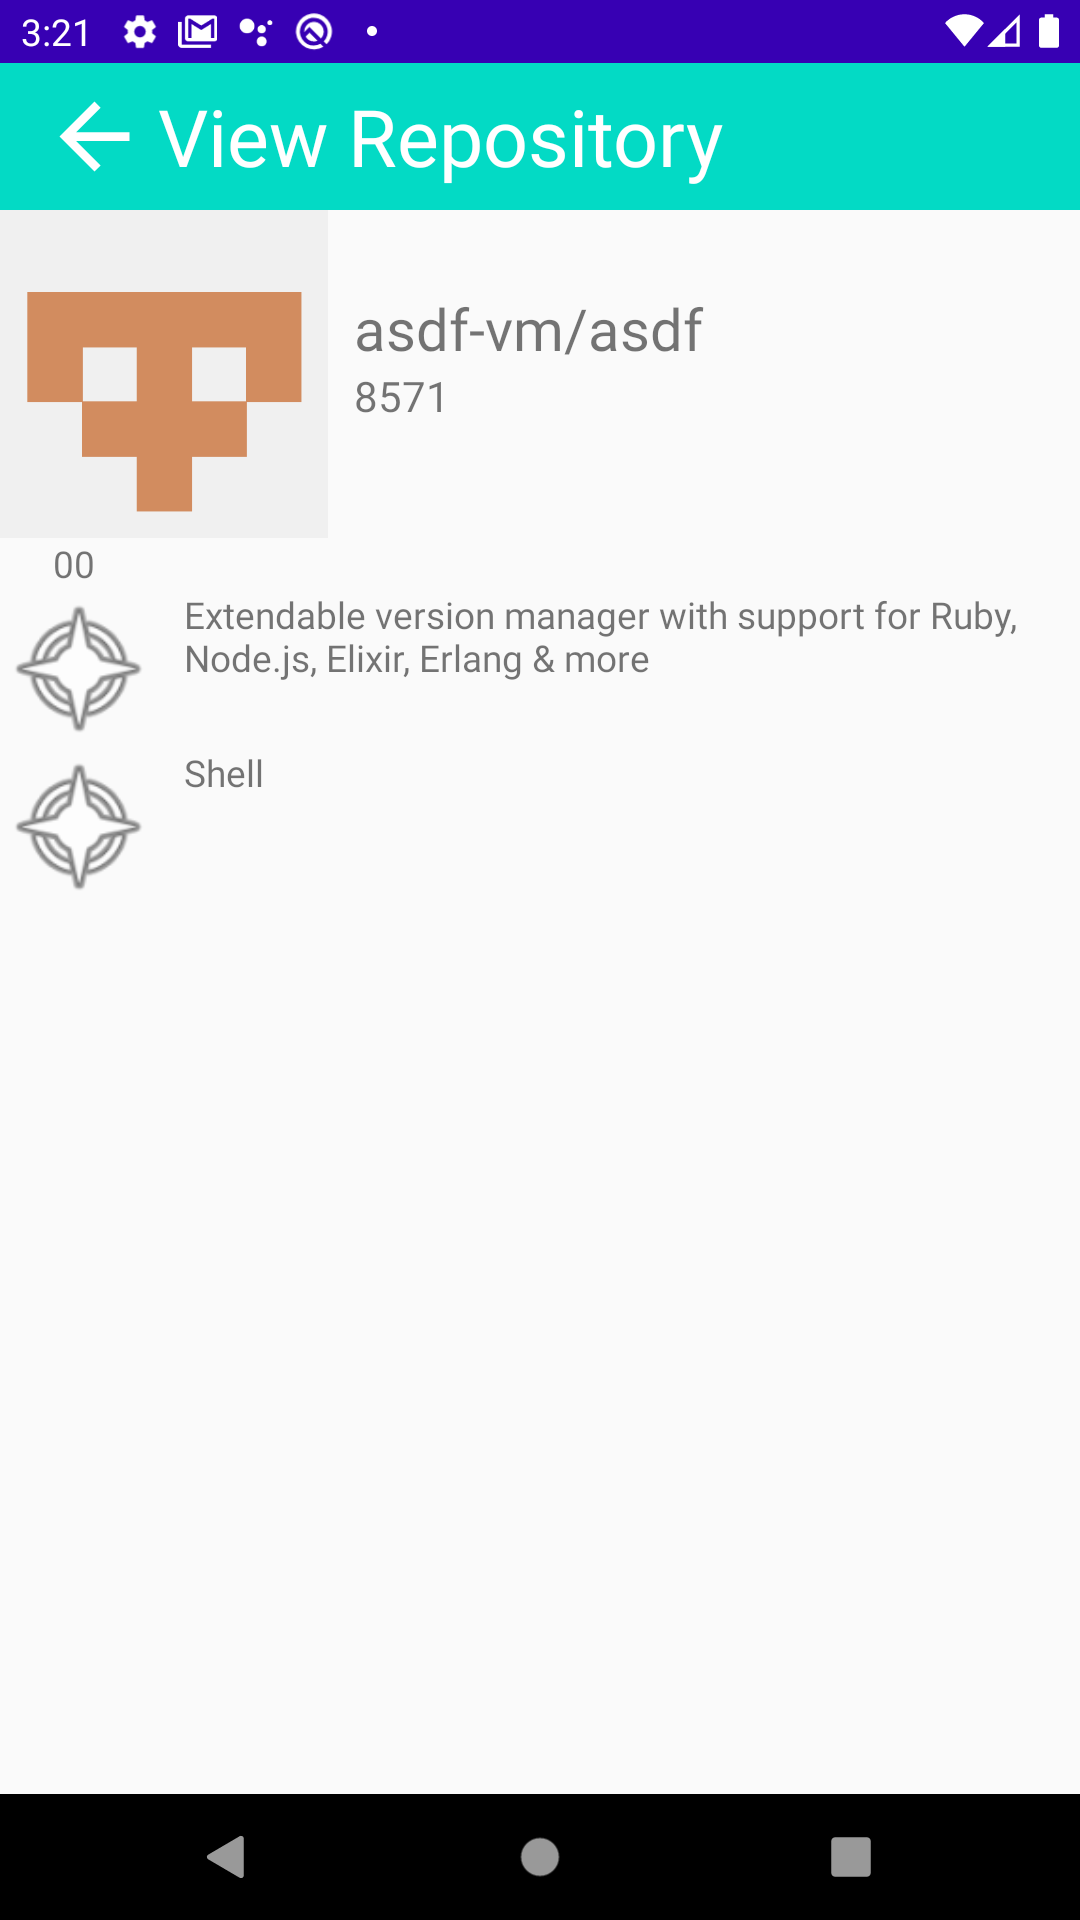 3:21
View Repository
asdf-vm/asdf
8571
00
Extendable version manager with support for Ruby,
Node.js, Elixir, Erlang & more
Shell